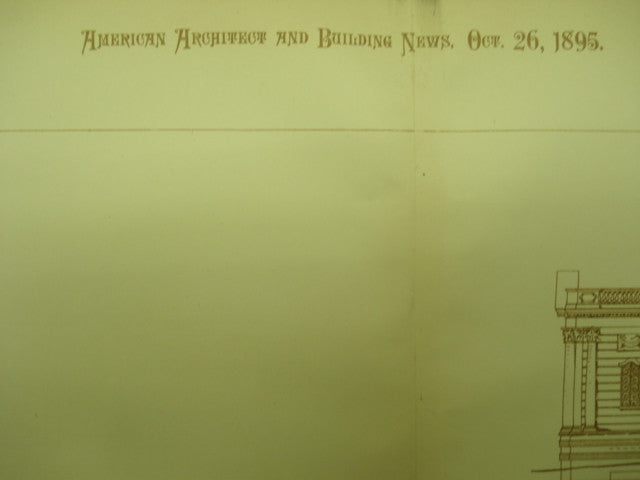 American Architect and Building News, Oct. 26, 1895.